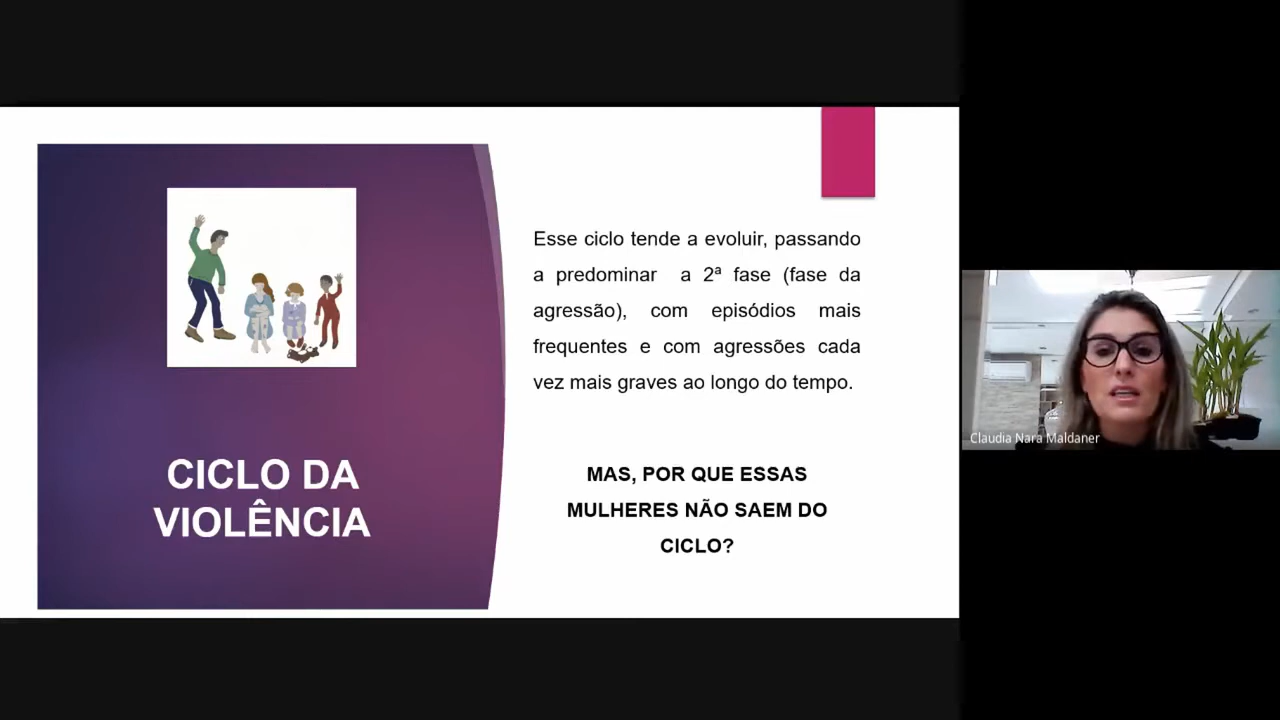 CICLO DA
VIOLÊNCIA
Esse ciclo tende a evoluir, passando
a predominar a 2ª fase (fase da
agressão), com episódios mais
frequentes e com agressões cada
vez mais graves ao longo do tempo.
MAS, POR QUE ESSAS
MULHERES NÃO SAEM DO
CICLO?
Claudia Nara Maldaner